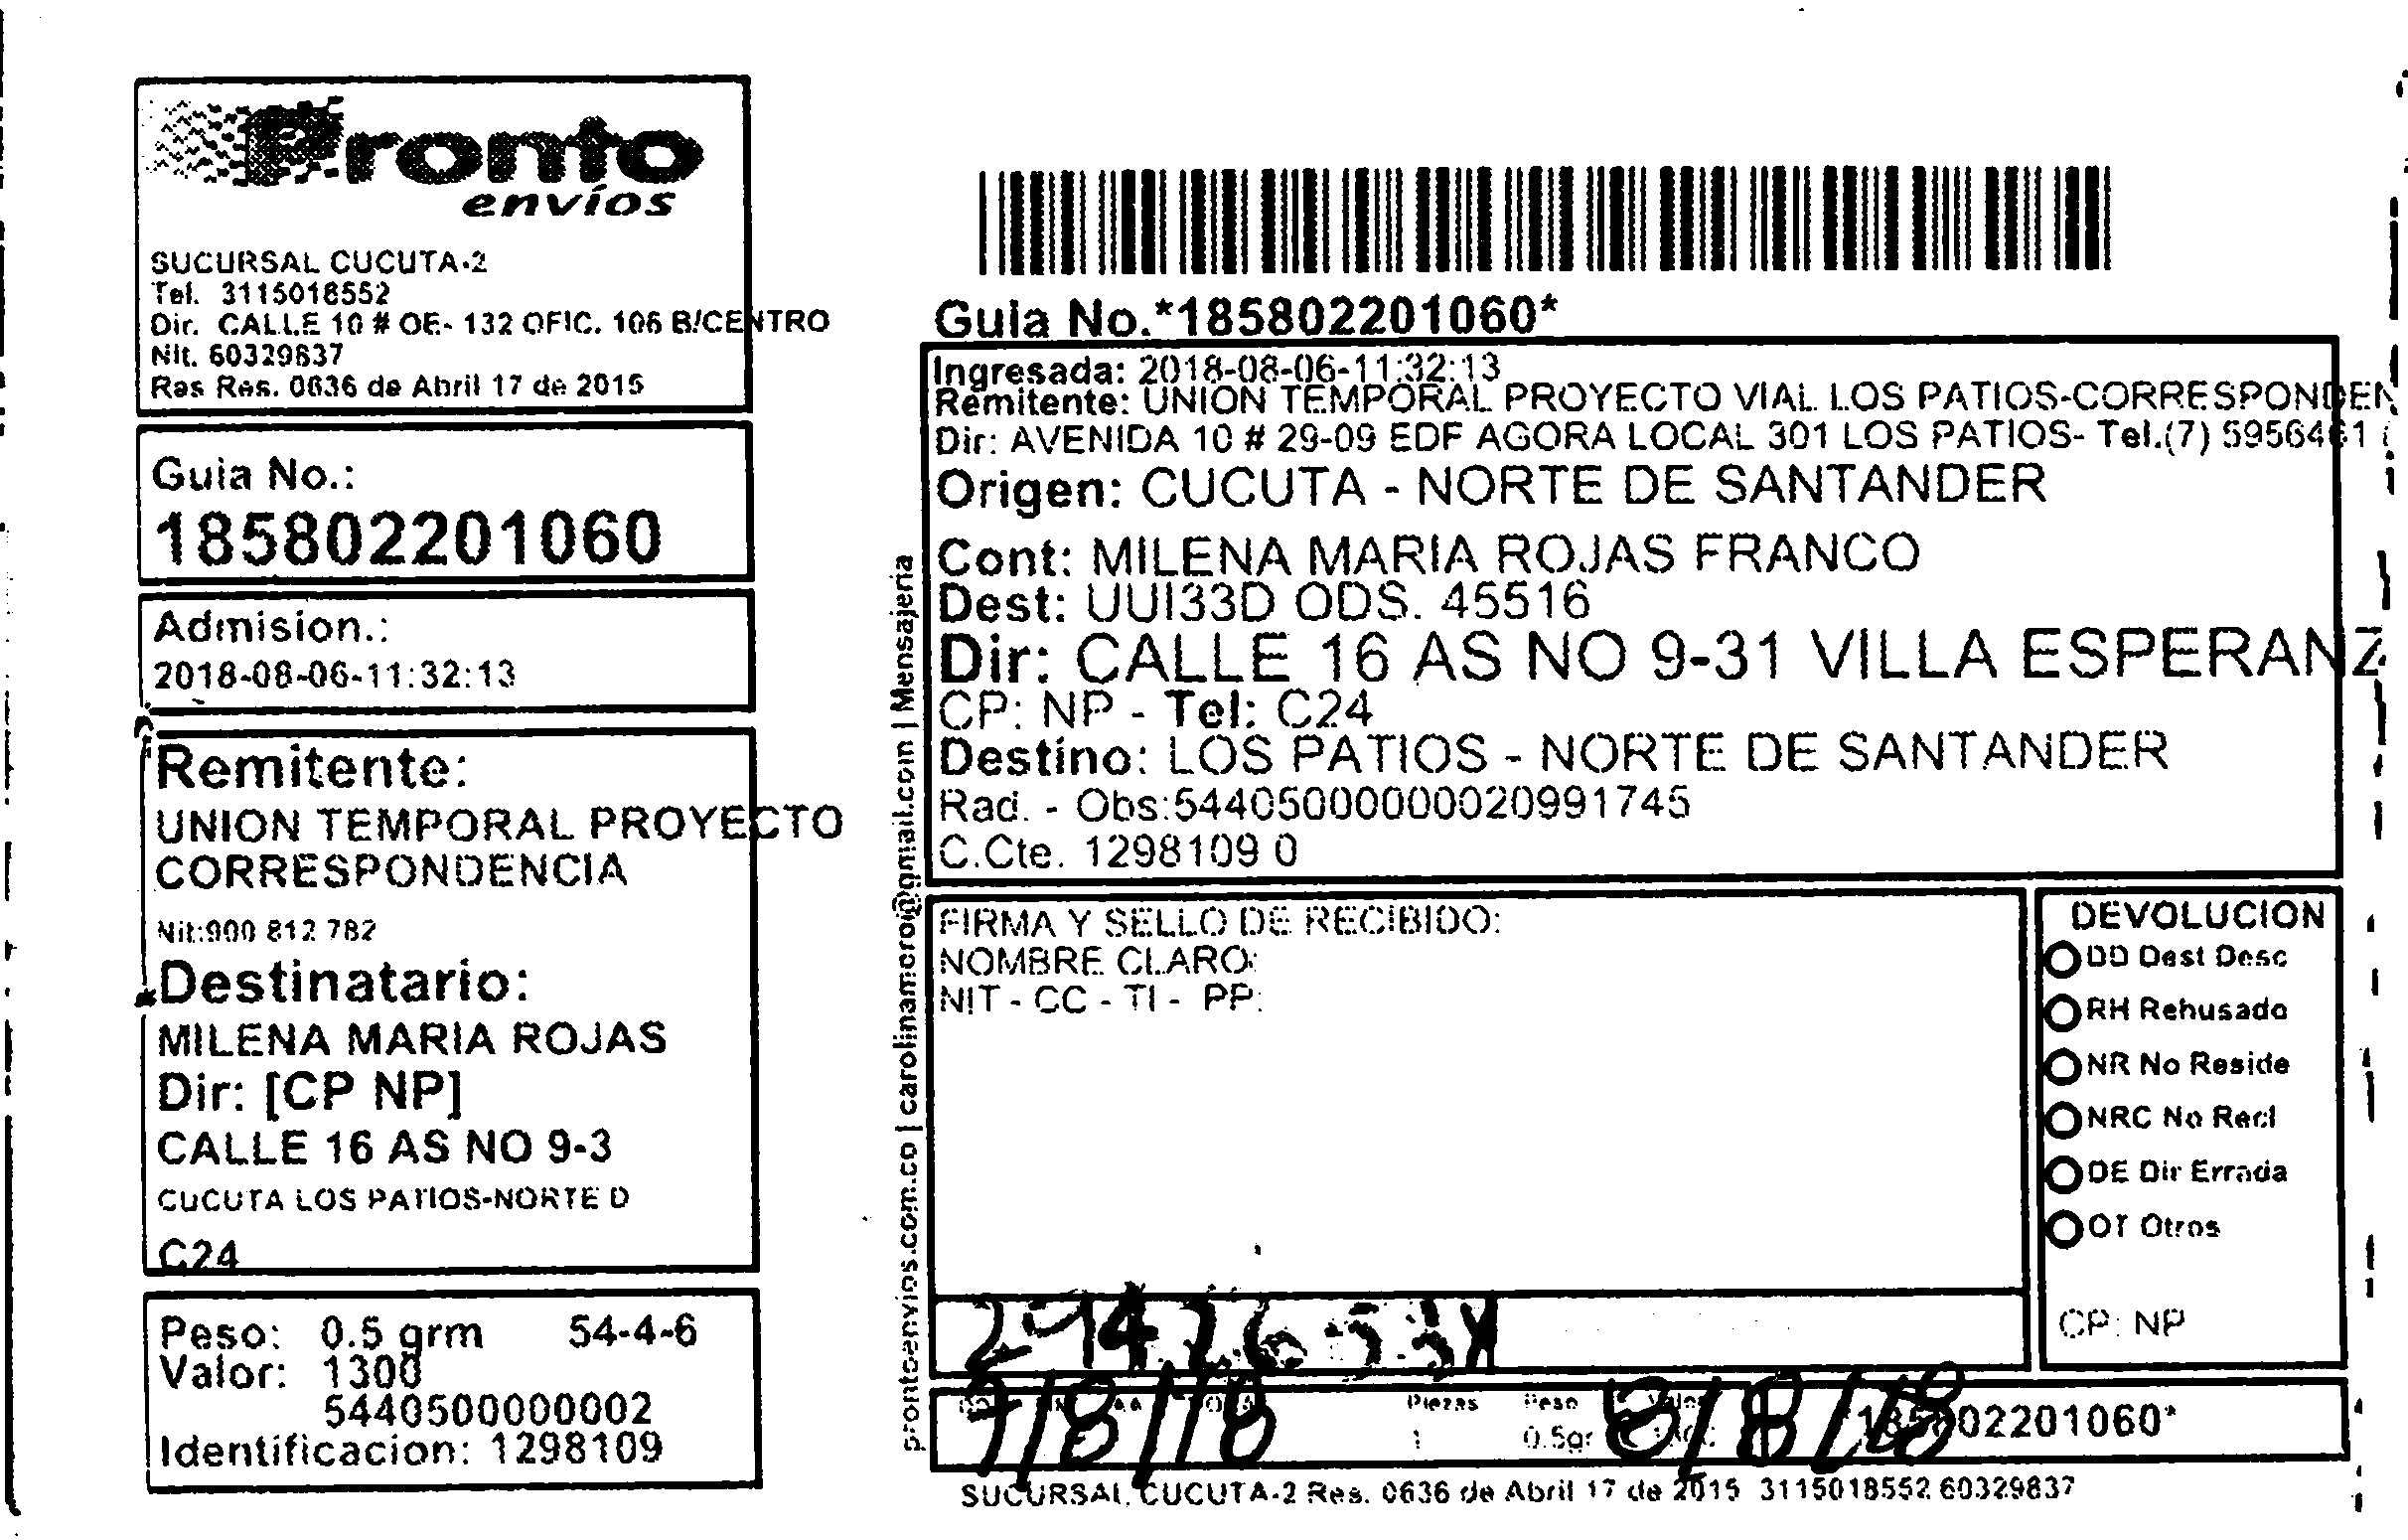 Pronto
envíos
SUCURSAL CUCUTA-2
Tel. 3115018552
Dir. CALLE 10 # OE- 132 OFIC. 106 B/CENTRO
Nit. 60329837
Ras Res. 0636 de Abril 17 de 2015
Guia No.:
185802201060
Admision.:
2018-08-06-11:32:13
Remitente:
UNION TEMPORAL PROYECTO
CORRESPONDENCIA
Nit:900 812 782
Destinatario:
MILENA MARIA ROJAS
Dir: [CP NP]
CALLE 16 AS NO 9-3
CUCUTA LOS PATIOS-NORTE D
C24
Peso: 0.5 grm 54-4-6
Valor: 1300
5440500000002
Identificacion: 1298109
prontoenvios.com.co | carolinamcroi@gmail.com | Mensajeria
Guia No.*185802201060*
Ingresada: 2018-08-06-11:32:13
Remitente: UNION TEMPORAL PROYECTO VIAL LOS PATIOS-CORRESPONDEN
Dir: AVENIDA 10 # 29-09 EDF AGORA LOCAL 301 LOS PATIOS- Tel.(7) 5956461
Origen: CUCUTA - NORTE DE SANTANDER
Cont: MILENA MARIA ROJAS FRANCO
Dest: UUI33D ODS. 45516
Dir: CALLE 16 AS NO 9-31 VILLA ESPERANZ
CP: NP - Tel: C24
Destino: LOS PATIOS - NORTE DE SANTANDER
Rad. - Obs:544050000000020991745
C.Cte. 1298109 0
FIRMA Y SELLO DE RECIBIDO:
NOMBRE CLARO:
NIT - CC - TI - PP:
DEVOLUCION
DD Dest Desc
RH Rehusado
NR No Reside
NRC No Recl
DE Dir Errada
OT Otros
CP: NP
7/8/18
Piezas Peso Valor
1 0.5gr
8/8/18
185802201060*
SUCURSAL CUCUTA-2 Res. 0636 de Abril 17 de 2015 3115018552 60329837